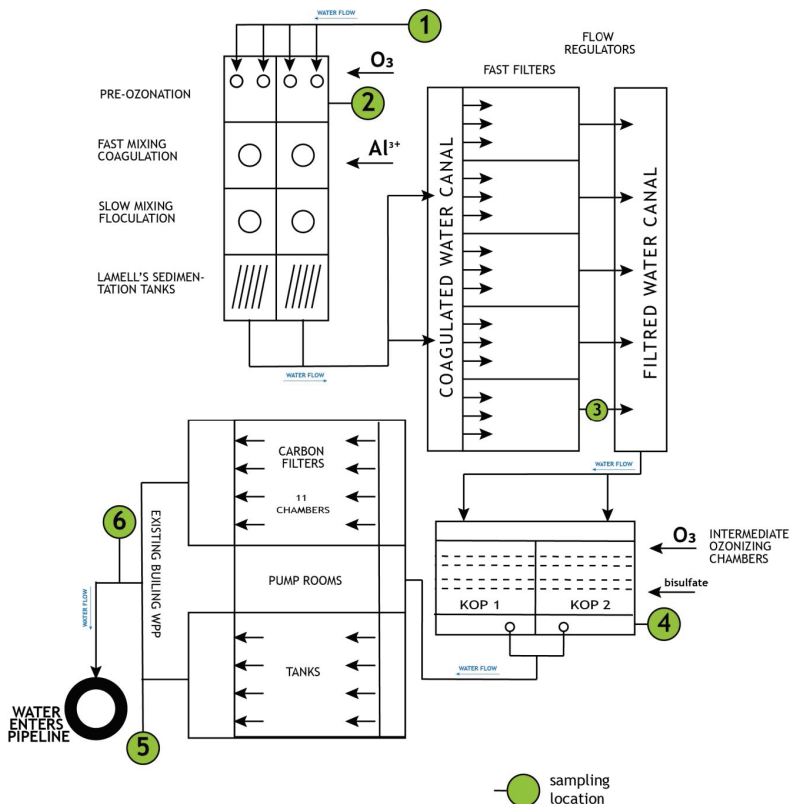 WATER FLOW
1
O₃
PRE-OZONATION
2
FAST MIXING
COAGULATION
Al³⁺
SLOW MIXING
FLOCULATION
LAMELL'S SEDIMEN-
TATION TANKS
WATER FLOW
FLOW
REGULATORS
FAST FILTERS
COAGULATED WATER CANAL
FILTRED WATER CANAL
3
WATER FLOW
O₃
INTERMEDIATE
OZONIZING
CHAMBERS
bisulfate
KOP 1
KOP 2
4
WATER FLOW
CARBON
FILTERS
11
CHAMBERS
PUMP ROOMS
TANKS
EXISTING BUILING WPP
6
WATER FLOW
WATER
ENTERS
PIPELINE
5
sampling
location